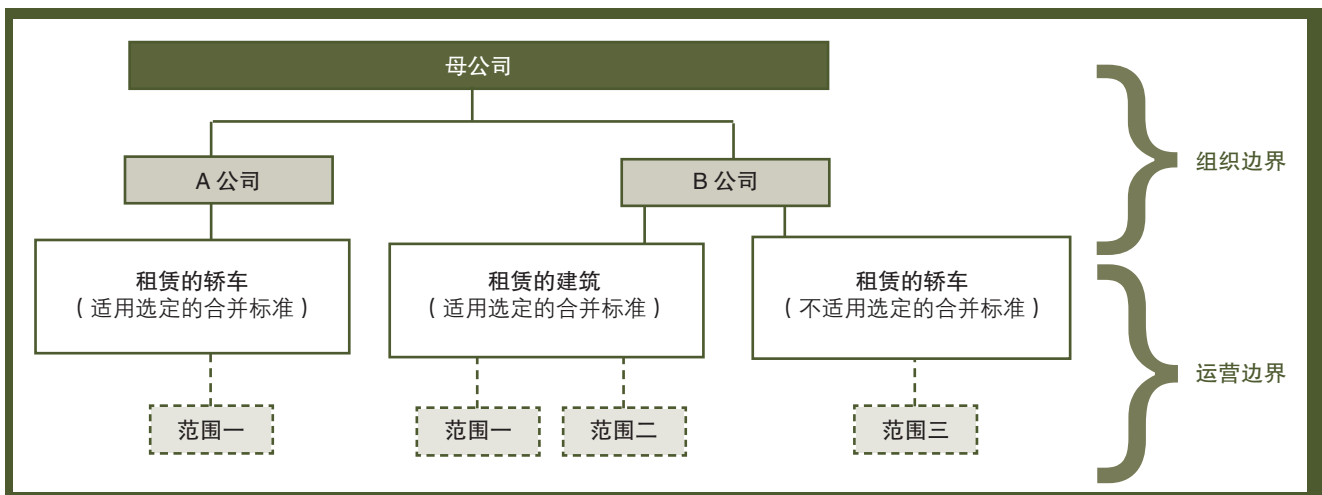 母公司
A 公司
B 公司
组织边界
租赁的轿车
（适用选定的合并标准）
租赁的建筑
（适用选定的合并标准）
租赁的轿车
（不适用选定的合并标准）
运营边界
范围一
范围一
范围二
范围三